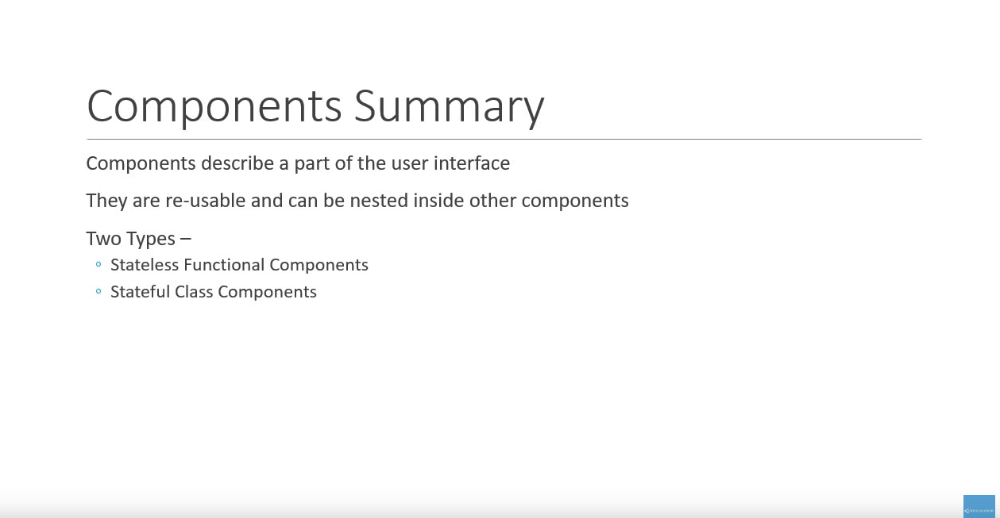 Components Summary
Components describe a part of the user interface
They are re-usable and can be nested inside other components
Two Types –
Stateless Functional Components
Stateful Class Components